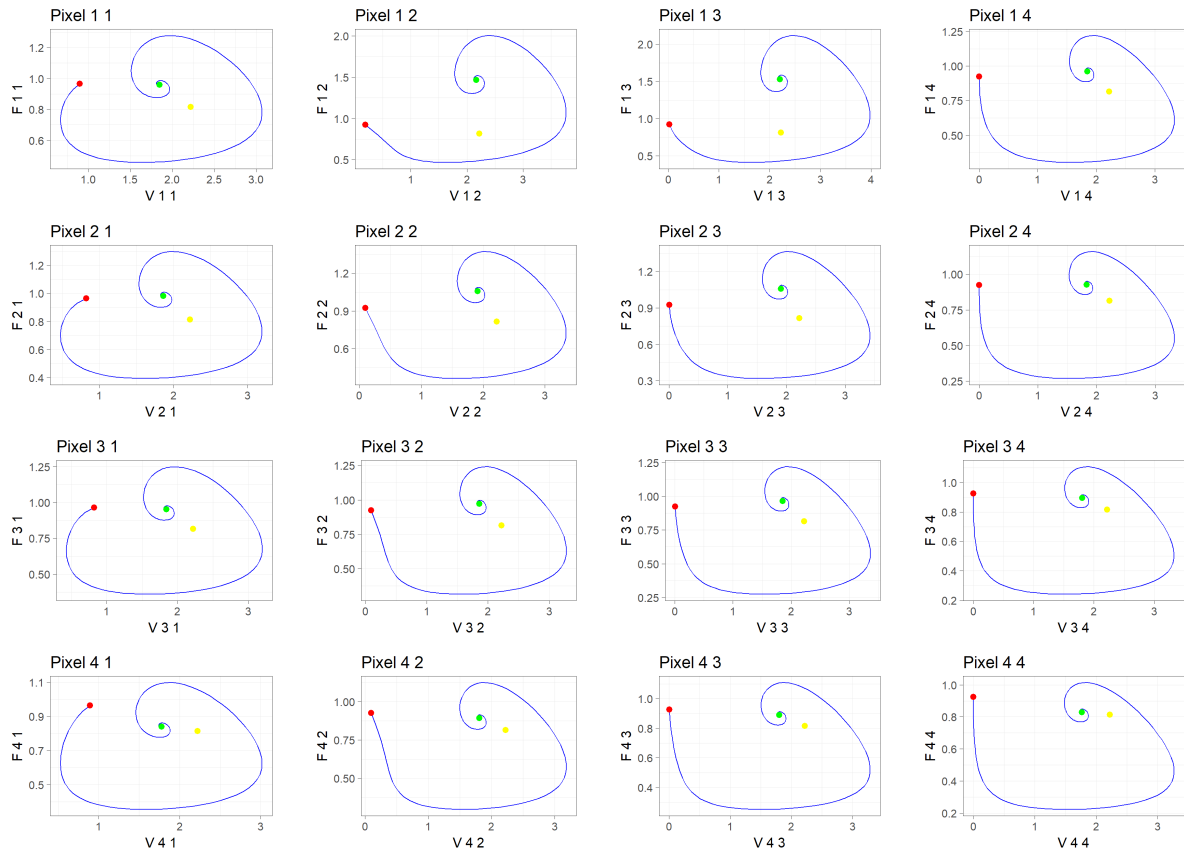 Pixel 1 1
1.2
1.0
0.8
0.6
F 1 1
1.0 1.5 2.0 2.5 3.0
V 1 1
Pixel 1 2
2.0
1.5
1.0
0.5
F 1 2
1 2 3
V 1 2
Pixel 1 3
2.0
1.5
1.0
0.5
F 1 3
0 1 2 3 4
V 1 3
Pixel 1 4
1.25
1.00
0.75
0.50
F 1 4
0 1 2 3
V 1 4
Pixel 2 1
1.2
1.0
0.8
0.6
0.4
F 2 1
1 2 3
V 2 1
Pixel 2 2
1.2
0.9
0.6
F 2 2
0 1 2 3
V 2 2
Pixel 2 3
1.2
0.9
0.6
0.3
F 2 3
0 1 2 3
V 2 3
Pixel 2 4
1.00
0.75
0.50
0.25
F 2 4
0 1 2 3
V 2 4
Pixel 3 1
1.25
1.00
0.75
0.50
F 3 1
1 2 3
V 3 1
Pixel 3 2
1.25
1.00
0.75
0.50
F 3 2
0 1 2 3
V 3 2
Pixel 3 3
1.25
1.00
0.75
0.50
0.25
F 3 3
0 1 2 3
V 3 3
Pixel 3 4
1.0
0.8
0.6
0.4
0.2
F 3 4
0 1 2 3
V 3 4
Pixel 4 1
1.1
0.9
0.7
0.5
F 4 1
1 2 3
V 4 1
Pixel 4 2
1.00
0.75
0.50
F 4 2
0 1 2 3
V 4 2
Pixel 4 3
1.0
0.8
0.6
0.4
F 4 3
0 1 2 3
V 4 3
Pixel 4 4
1.0
0.8
0.6
0.4
0.2
F 4 4
0 1 2 3
V 4 4